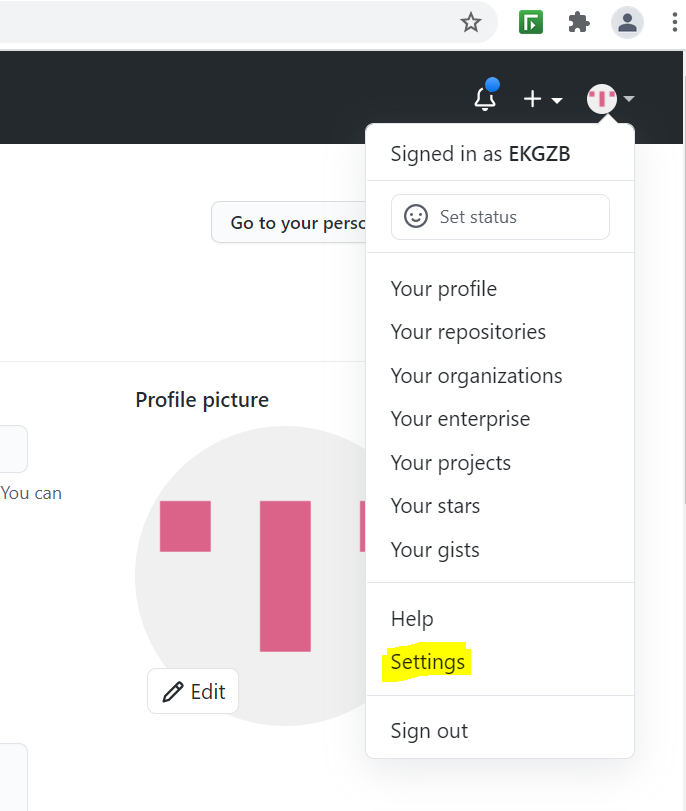 Signed in as EKGZB
Go to your perso
Set status
Your profile
Your repositories
Your organizations
Profile picture
Your enterprise
Your projects
You can
Your stars
Your gists
Help
Settings
Edit
Sign out